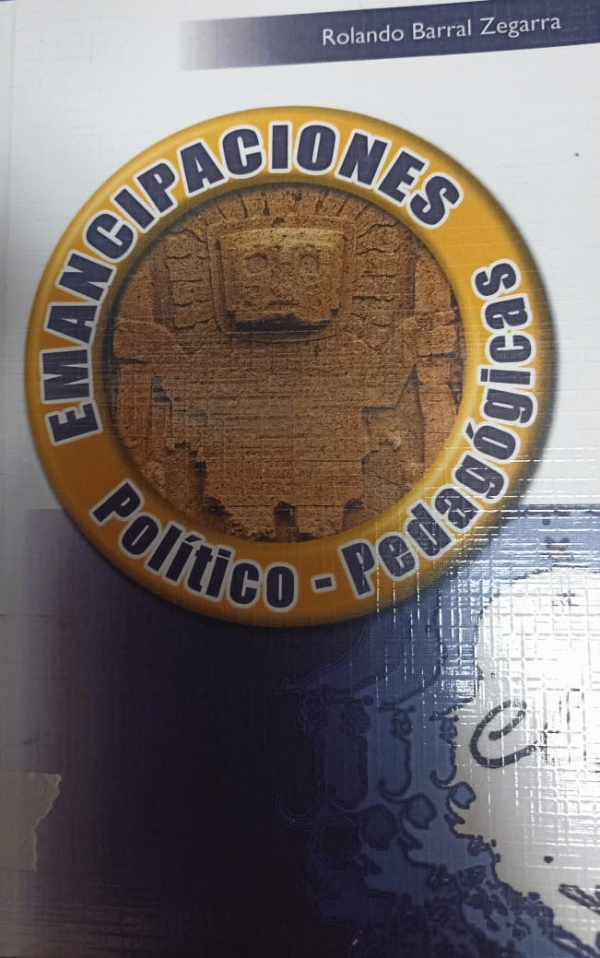 Rolando Barral Zegarra
EMANCIPACIONES
Político - Pedagógicas